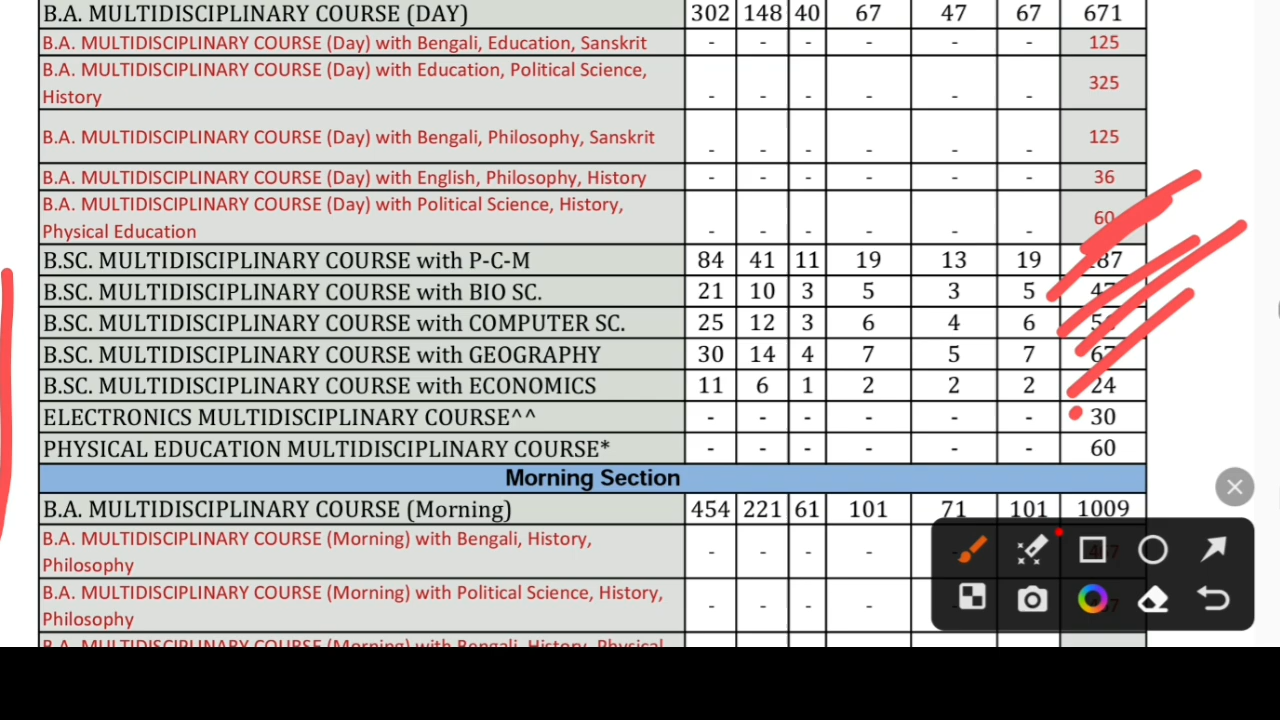 B.A. MULTIDISCIPLINARY COURSE (DAY) 302 148 40 67 47 67 671
B.A. MULTIDISCIPLINARY COURSE (Day) with Bengali, Education, Sanskrit - - - - - - 125
B.A. MULTIDISCIPLINARY COURSE (Day) with Education, Political Science,
History - - - - - - 325
B.A. MULTIDISCIPLINARY COURSE (Day) with Bengali, Philosophy, Sanskrit - - - - - - 125
B.A. MULTIDISCIPLINARY COURSE (Day) with English, Philosophy, History - - - - - - 36
B.A. MULTIDISCIPLINARY COURSE (Day) with Political Science, History,
Physical Education - - - - - - 60
B.SC. MULTIDISCIPLINARY COURSE with P-C-M 84 41 11 19 13 19
B.SC. MULTIDISCIPLINARY COURSE with BIO SC. 21 10 3 5 3 5 47
B.SC. MULTIDISCIPLINARY COURSE with COMPUTER SC. 25 12 3 6 4 6
B.SC. MULTIDISCIPLINARY COURSE with GEOGRAPHY 30 14 4 7 5 7 67
B.SC. MULTIDISCIPLINARY COURSE with ECONOMICS 11 6 1 2 2 2 24
ELECTRONICS MULTIDISCIPLINARY COURSE^^ - - - - - - 30
PHYSICAL EDUCATION MULTIDISCIPLINARY COURSE* - - - - - - 60
Morning Section
B.A. MULTIDISCIPLINARY COURSE (Morning) 454 221 61 101 71 101 1009
B.A. MULTIDISCIPLINARY COURSE (Morning) with Bengali, History,
Philosophy - - - -
B.A. MULTIDISCIPLINARY COURSE (Morning) with Political Science, History,
Philosophy - - - -
B.A. MULTIDISCIPLINARY COURSE (Morning) with Bengali, History, Physical